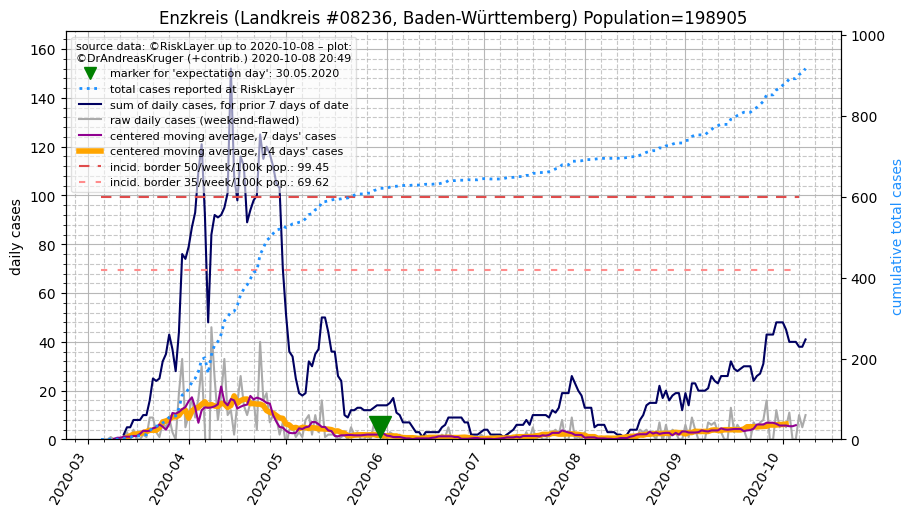 Enzkreis (Landkreis #08236, Baden-Württemberg) Population=198905
source data: ©RiskLayer up to 2020-10-08 – plot:
©DrAndreasKruger (+contrib.) 2020-10-08 20:49
marker for 'expectation day': 30.05.2020
total cases reported at RiskLayer
sum of daily cases, for prior 7 days of date
raw daily cases (weekend-flawed)
centered moving average, 7 days' cases
centered moving average, 14 days' cases
incid. border 50/week/100k pop.: 99.45
incid. border 35/week/100k pop.: 69.62
daily cases
160
140
120
100
80
60
40
20
0
cumulative total cases
1000
800
600
400
200
0
2020-03
2020-04
2020-05
2020-06
2020-07
2020-08
2020-09
2020-10